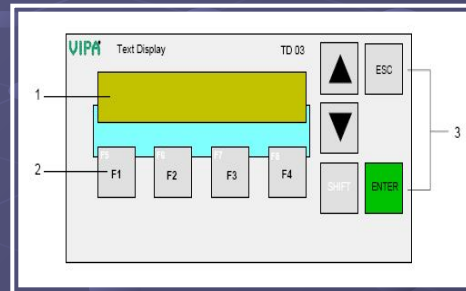 VIPA Text Display TD 03
ESC
1
3
F5 F6 F7 F8
2 F1 F2 F3 F4
SHIFT ENTER